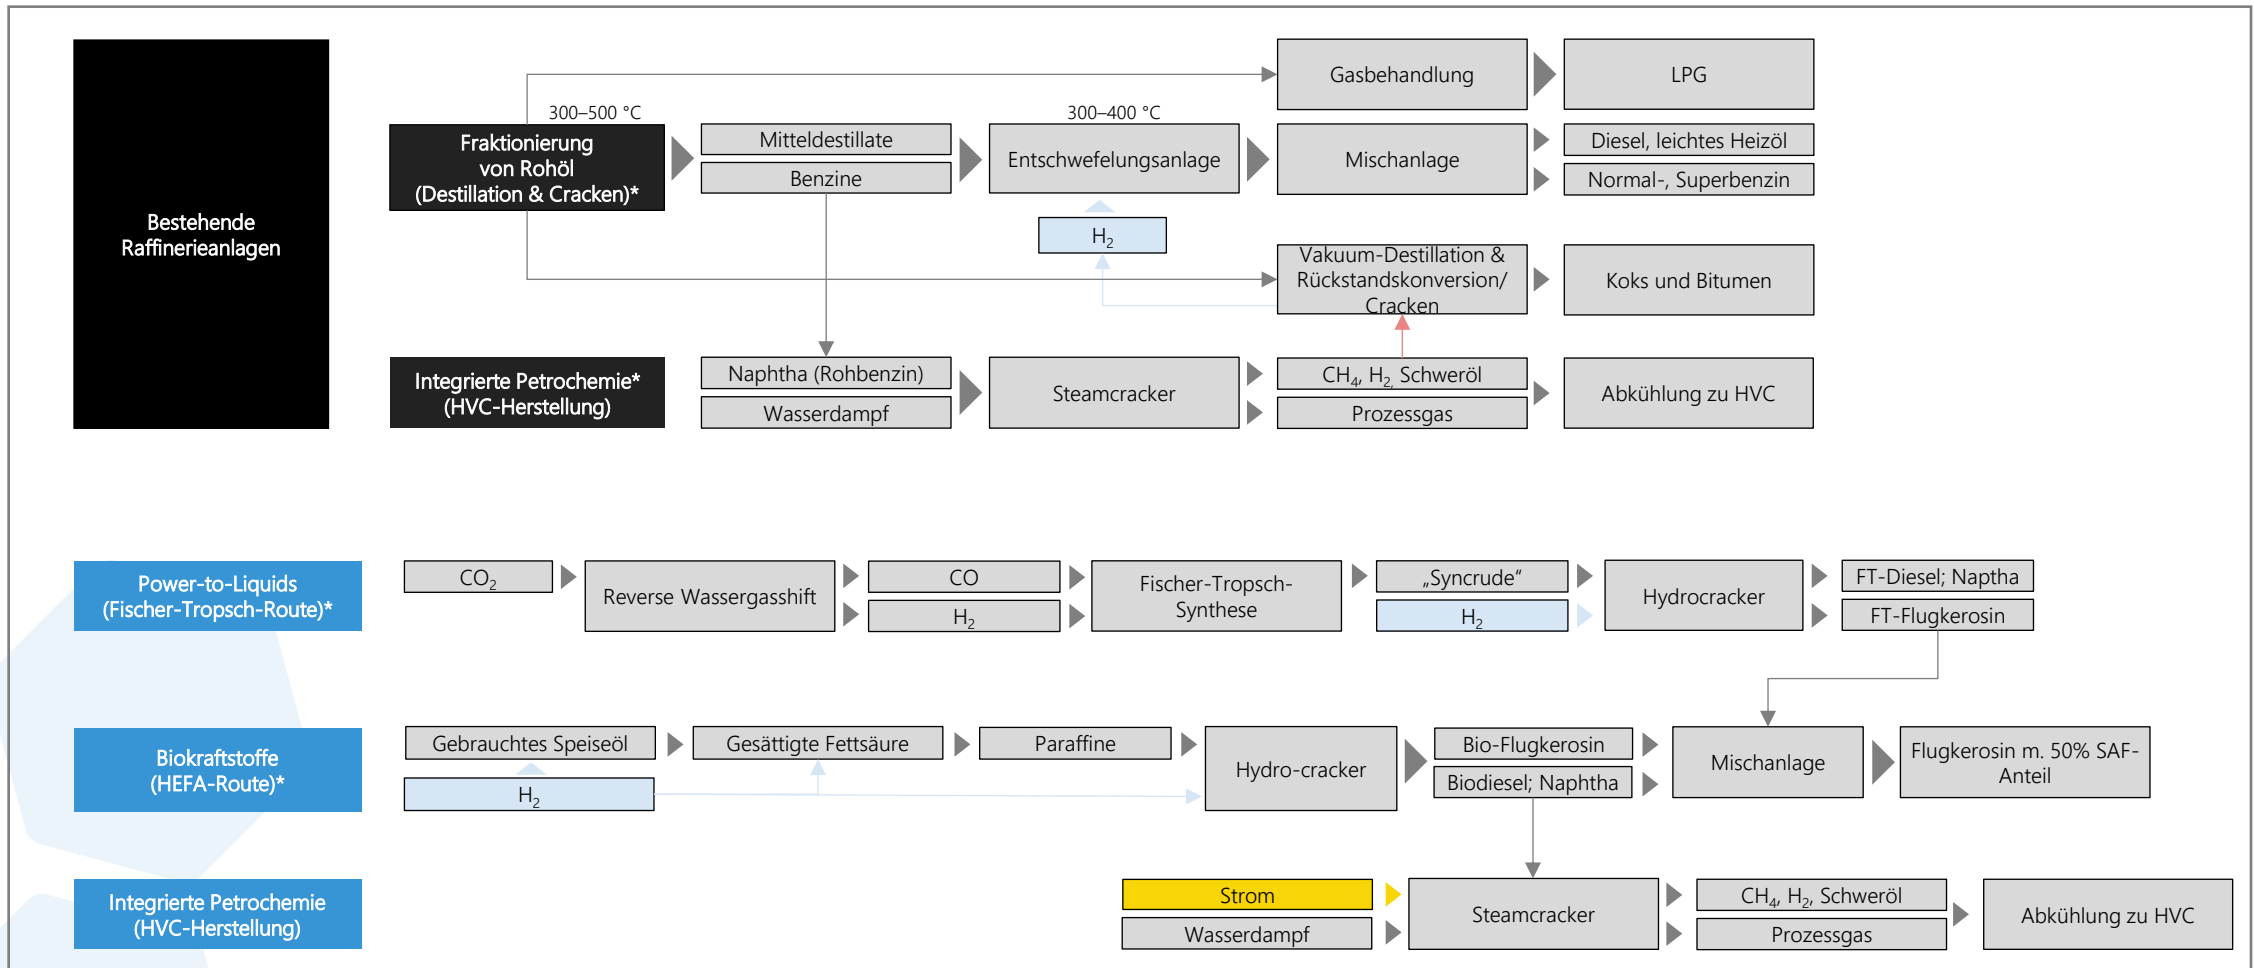 Bestehende
Raffinerieanlagen
Gasbehandlung
LPG
300–500 °C
300–400 °C
Fraktionierung
von Rohöl
(Destillation & Cracken)*
Mitteldestillate
Benzine
Entschwefelungsanlage
Mischanlage
Diesel, leichtes Heizöl
Normal-, Superbenzin
H₂
Vakuum-Destillation &
Rückstandskonversion/
Cracken
Koks und Bitumen
Integrierte Petrochemie*
(HVC-Herstellung)
Naphtha (Rohbenzin)
Wasserdampf
Steamcracker
CH₄, H₂, Schweröl
Prozessgas
Abkühlung zu HVC
Power-to-Liquids
(Fischer-Tropsch-Route)*
CO₂
Reverse Wassergasshift
CO
H₂
Fischer-Tropsch-
Synthese
„Syncrude“
H₂
Hydrocracker
FT-Diesel; Naptha
FT-Flugkerosin
Biokraftstoffe
(HEFA-Route)*
Gebrauchtes Speiseöl
H₂
Gesättigte Fettsäure
Paraffine
Hydro-cracker
Bio-Flugkerosin
Biodiesel; Naphtha
Mischanlage
Flugkerosin m. 50% SAF-
Anteil
Integrierte Petrochemie
(HVC-Herstellung)
Strom
Wasserdampf
Steamcracker
CH₄, H₂, Schweröl
Prozessgas
Abkühlung zu HVC